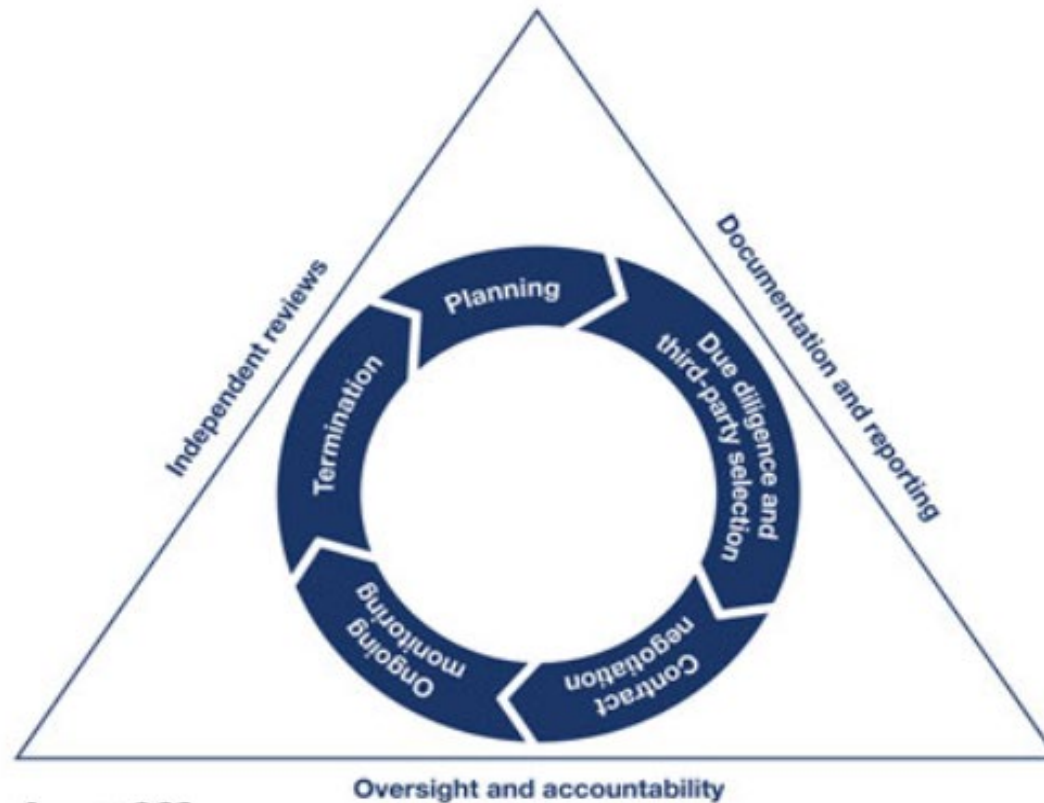 Planning
Due diligence and
third-party selection
Contract
negotiation
Ongoing
monitoring
Termination
Independent reviews
Documentation and reporting
Oversight and accountability